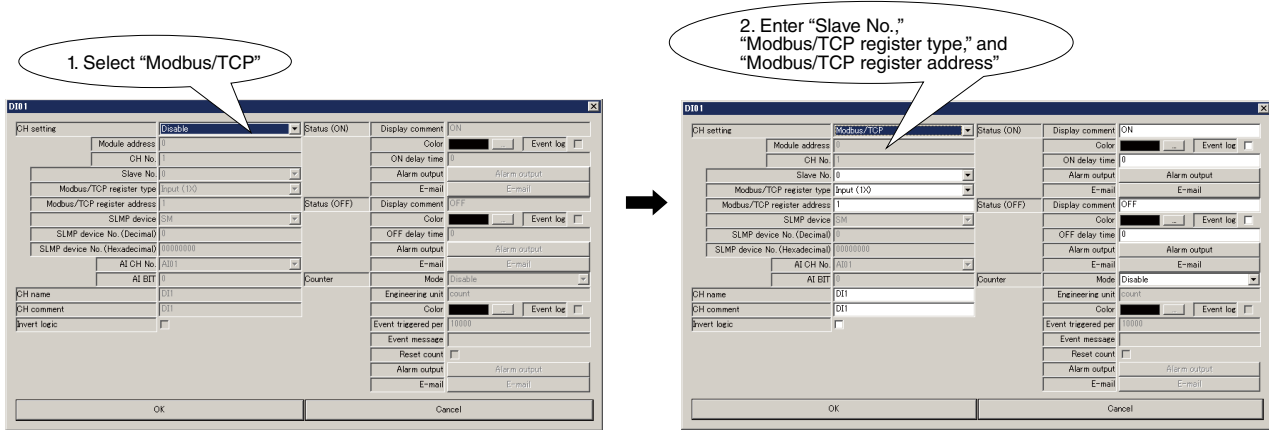 1. Select “Modbus/TCP”
DI01
CH setting Disable Status (ON) Display comment ON
Module address 0 Color ... Event log
CH No. 1 ON delay time 0
Slave No. 0 Alarm output Alarm output
Modbus/TCP register type Input (1X) E-mail E-mail
Modbus/TCP register address 1 Status (OFF) Display comment OFF
SLMP device SM Color ... Event log
SLMP device No. (Decimal) 0 OFF delay time 0
SLMP device No. (Hexadecimal) 00000000 Alarm output Alarm output
AI CH No. AI01 E-mail E-mail
AI BIT 0 Counter Mode Disable
CH name DI1 Engineering unit count
CH comment DI1 Color ... Event log
Invert logic Event triggered per 10000
Event message
Reset count
Alarm output Alarm output
E-mail E-mail
OK Cancel
2. Enter “Slave No.,”
“Modbus/TCP register type,” and
“Modbus/TCP register address”
DI01
CH setting Modbus/TCP Status (ON) Display comment ON
Module address 0 Color ... Event log
CH No. 1 ON delay time 0
Slave No. 0 Alarm output Alarm output
Modbus/TCP register type Input (1X) E-mail E-mail
Modbus/TCP register address 1 Status (OFF) Display comment OFF
SLMP device SM Color ... Event log
SLMP device No. (Decimal) 0 OFF delay time 0
SLMP device No. (Hexadecimal) 00000000 Alarm output Alarm output
AI CH No. AI01 E-mail E-mail
AI BIT 0 Counter Mode Disable
CH name DI1 Engineering unit count
CH comment DI1 Color ... Event log
Invert logic Event triggered per 10000
Event message
Reset count
Alarm output Alarm output
E-mail E-mail
OK Cancel